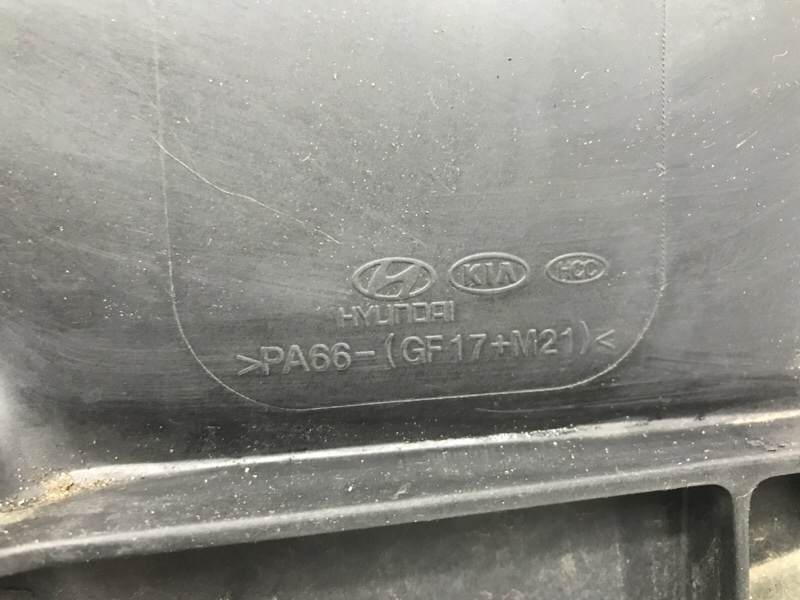 KIA HCC
HYUNDAI
>PA66-(GF17+M21)<